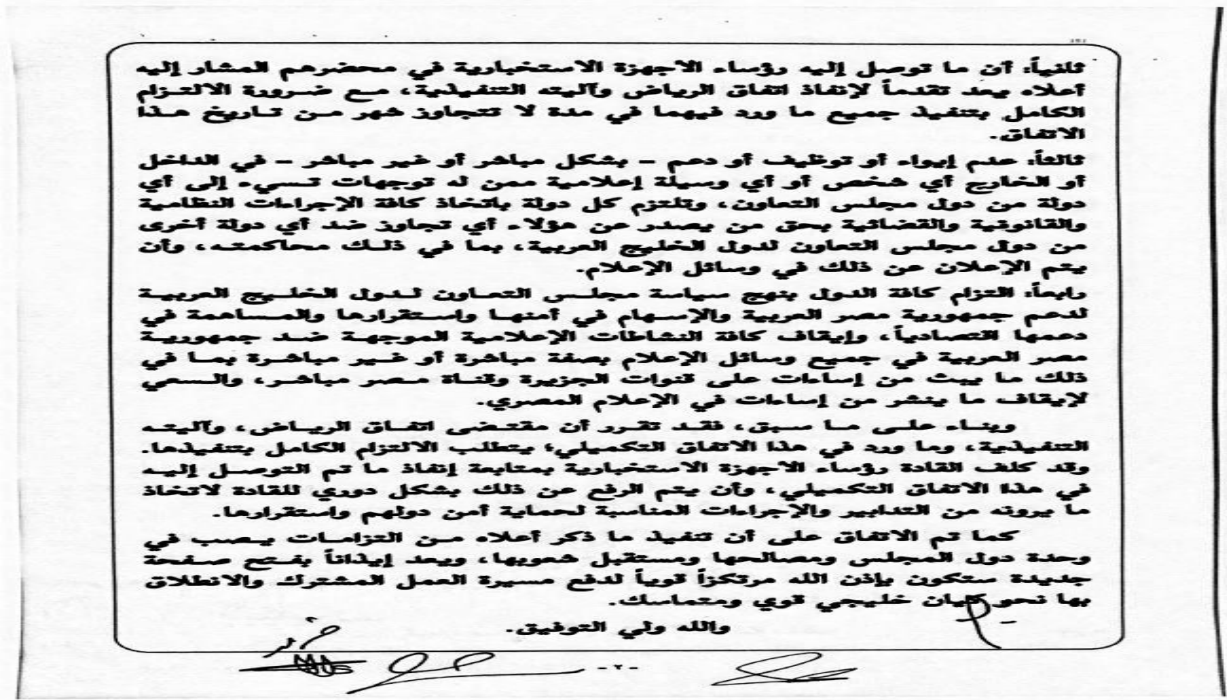 ثانياً: أن ما توصل إليه رؤساء الاجهزة الاستخبارية في محضرهم المشار إليه
أعلاه يعد تقدماً لإنفاذ اتفاق الرياض وآليته التنفيذية، مع ضرورة الالتزام
الكامل بتنفيذ جميع ما ورد فيهما في مدة لا تتجاوز شهر من تاريخ هذا
الاتفاق.
ثالثاً: عدم إيواء أو توظيف أو دعم – بشكل مباشر أو غير مباشر – في الداخل
أو الخارج أي شخص أو أي وسيلة إعلامية ممن له توجهات تسيء إلى أي
دولة من دول مجلس التعاون، وتلتزم كل دولة باتخاذ كافة الإجراءات النظامية
والقانونية والقضائية بحق من يصدر عن هؤلاء أي تجاوز ضد أي دولة أخرى
من دول مجلس التعاون لدول الخليج العربية، بما في ذلك محاكمته، وأن
يتم الإعلان عن ذلك في وسائل الإعلام.
رابعاً: التزام كافة الدول بنهج سياسة مجلس التعاون لدول الخليج العربية
لدعم جمهورية مصر العربية والإسهام في أمنها واستقرارها والمساهمة في
دعمها اقتصادياً، وإيقاف كافة النشاطات الإعلامية الموجهة ضد جمهورية
مصر العربية في جميع وسائل الإعلام بصفة مباشرة أو غير مباشرة بما في
ذلك ما يبث من إساءات على قنوات الجزيرة وقناة مصر مباشر، والسعي
لإيقاف ما ينشر من إساءات في الإعلام المصري.
وبناء على ما سبق، فقد تقرر أن مقتضى اتفاق الرياض، وآليته
التنفيذية، وما ورد في هذا الاتفاق التكميلي؛ يتطلب الالتزام الكامل بتنفيذها.
وقد كلف القادة رؤساء الاجهزة الاستخبارية بمتابعة إنفاذ ما تم التوصل إليه
في هذا الاتفاق التكميلي، وأن يتم الرفع عن ذلك بشكل دوري للقادة لاتخاذ
ما يرونه من التدابير والإجراءات المناسبة لحماية أمن دولهم واستقرارها.
كما تم الاتفاق على أن تنفيذ ما ذكر أعلاه من التزامات يصب في
وحدة دول المجلس ومصالحها ومستقبل شعوبها، ويعد إيذاناً بفتح صفحة
جديدة ستكون بإذن الله مرتكزاً قوياً لدفع مسيرة العمل المشترك والانطلاق
بها نحو كيان خليجي قوي ومتماسك.
والله ولي التوفيق.
-٢-